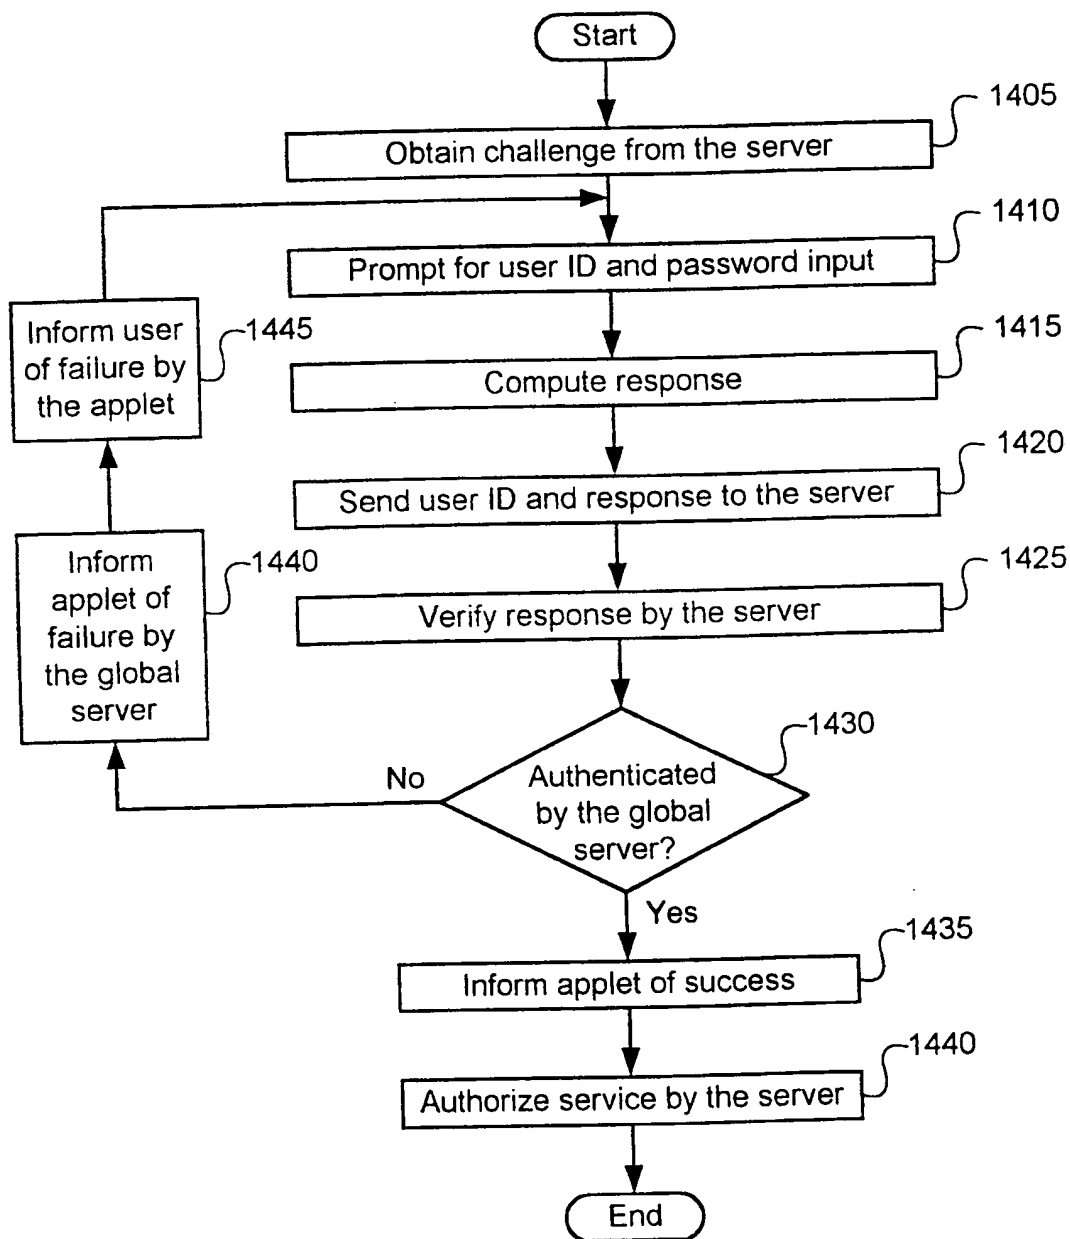 Start
1405
Obtain challenge from the server
1410
Prompt for user ID and password input
1415
Compute response
1420
Send user ID and response to the server
1425
Verify response by the server
1430
Authenticated
by the global
server?
No
1440
Inform
applet of
failure by
the global
server
1445
Inform user
of failure by
the applet
Yes
1435
Inform applet of success
1440
Authorize service by the server
End